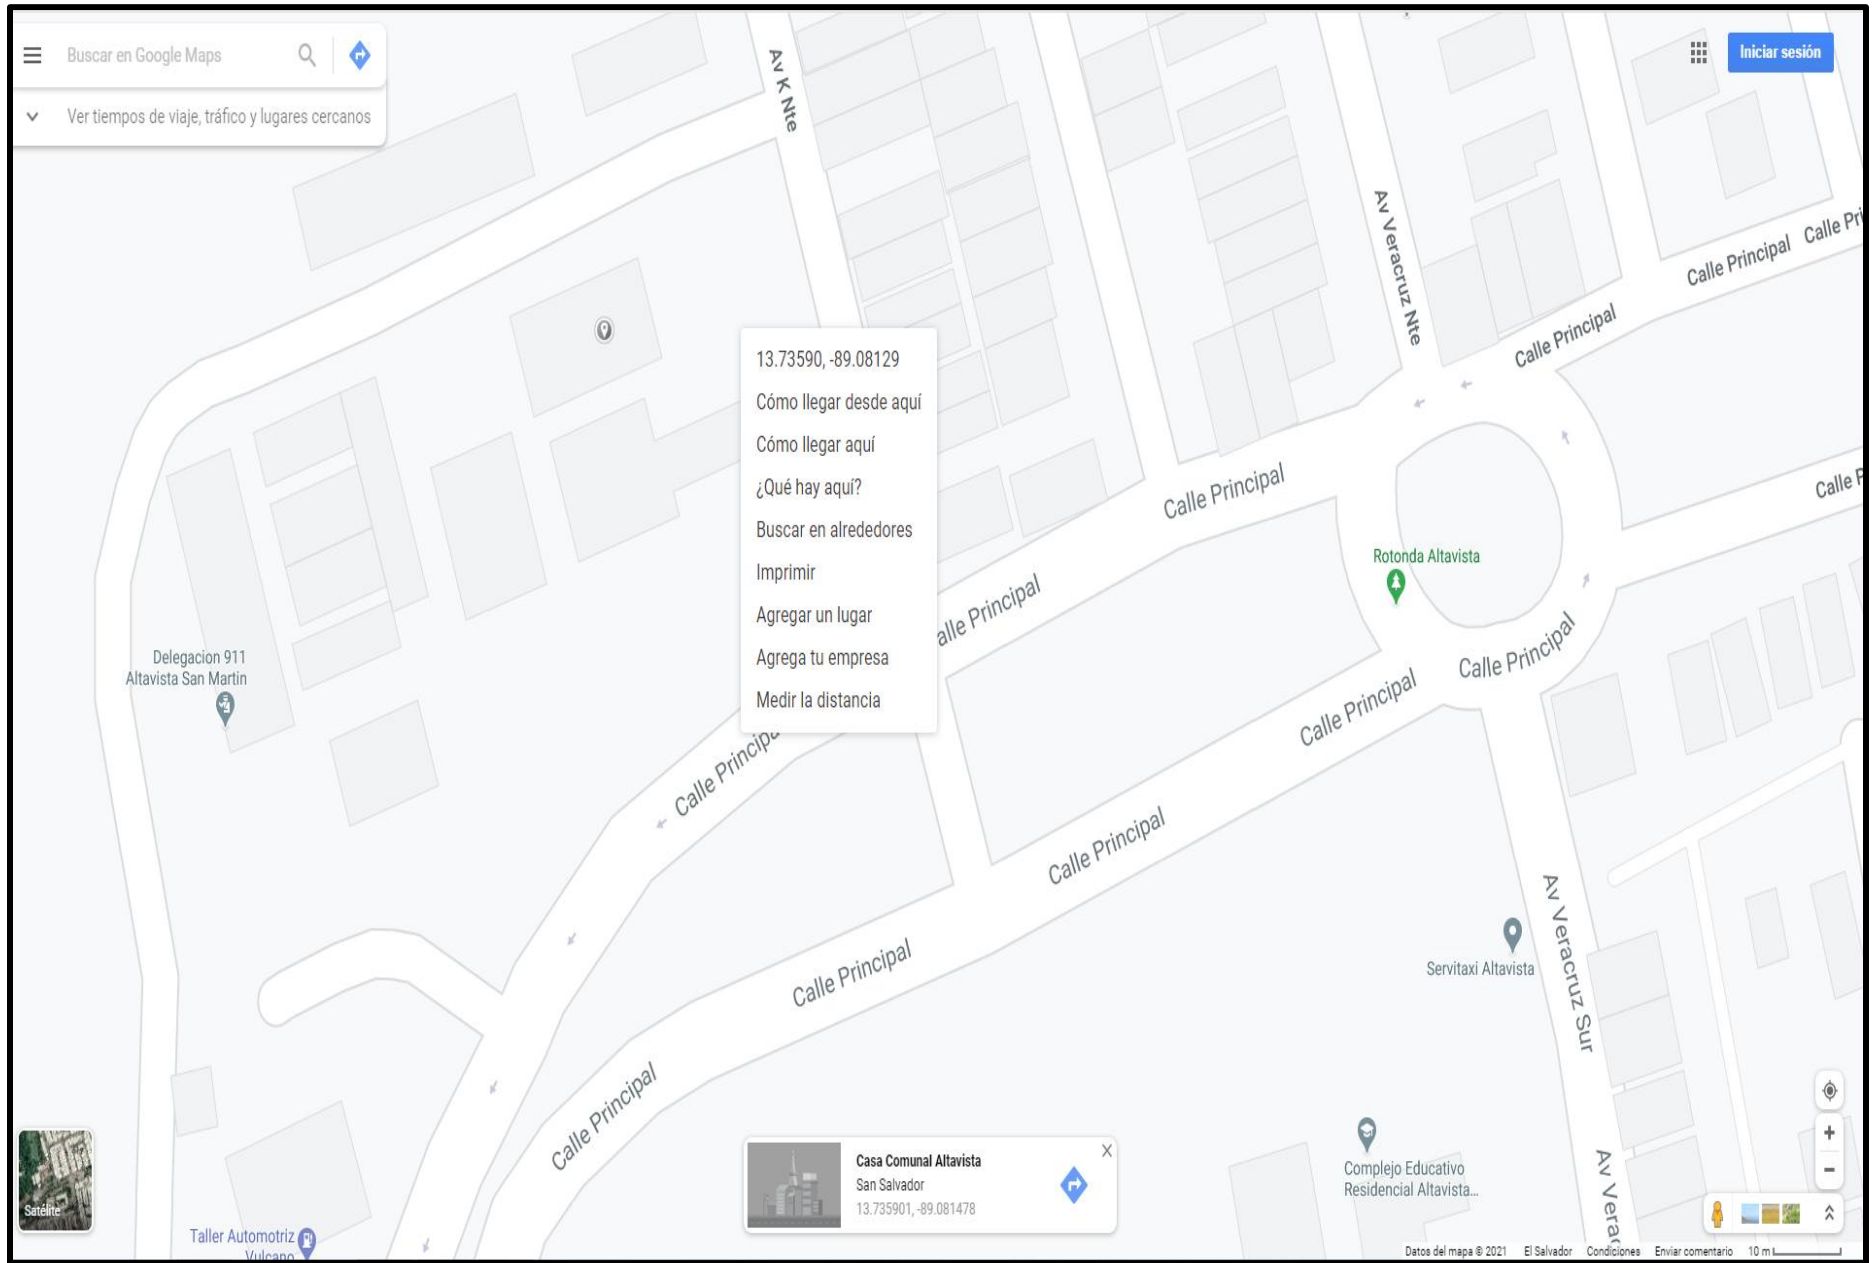 Buscar en Google Maps
Ver tiempos de viaje, tráfico y lugares cercanos
Iniciar sesión
Av K Nte
Av Veracruz Nte
Calle Pri
Calle Principal
Calle Principal
13.73590, -89.08129
Cómo llegar desde aquí
Cómo llegar aquí
¿Qué hay aquí?
Buscar en alrededores
Imprimir
Agregar un lugar
Agrega tu empresa
Medir la distancia
Calle Principal
Calle P
Rotonda Altavista
alle Principal
Calle Principal
Calle Principal
Delegacion 911
Altavista San Martin
Calle Principa
Calle Principal
Av Veracruz Sur
Calle Principal
Servitaxi Altavista
Calle Principal
Complejo Educativo
Residencial Altavista...
Av Verac
Casa Comunal Altavista
San Salvador
13.735901, -89.081478
X
Satélite
Taller Automotriz
Vulcano
Datos del mapa © 2021 El Salvador Condiciones Enviar comentario 10 m